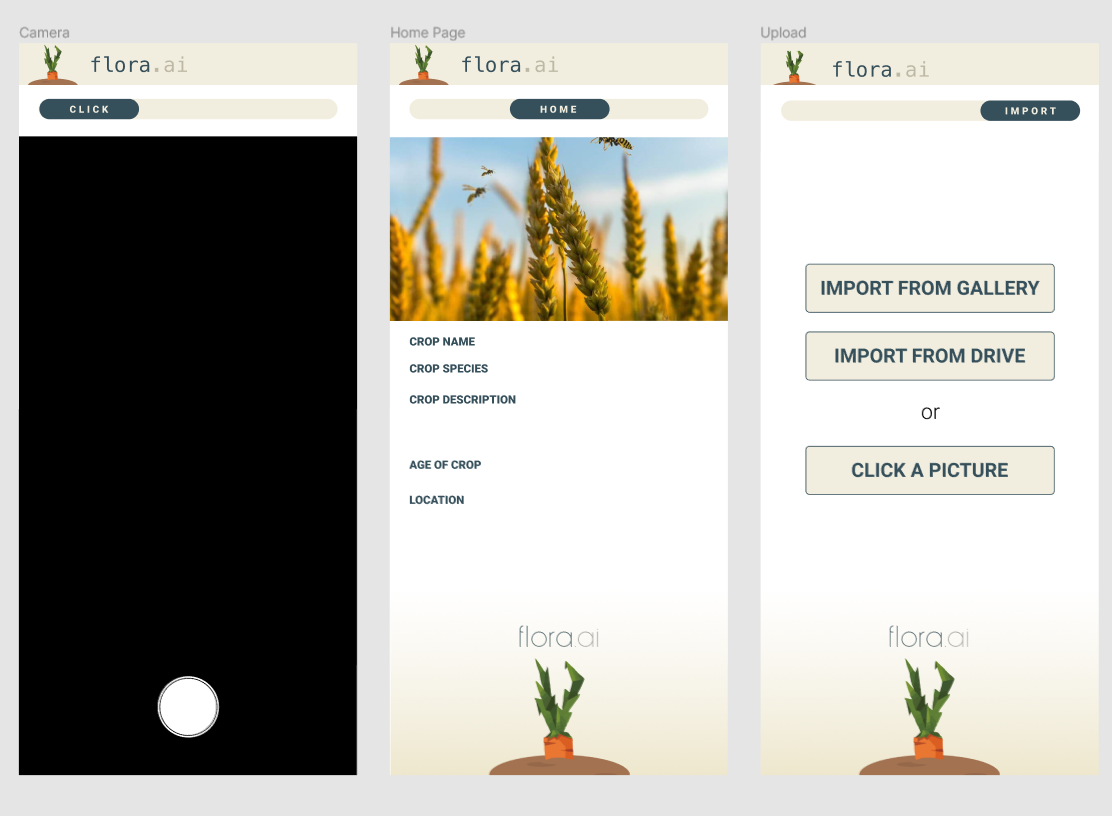 Camera
flora.ai
CLICK
Home Page
flora.ai
HOME
CROP NAME
CROP SPECIES
CROP DESCRIPTION
AGE OF CROP
LOCATION
flora.ai
Upload
flora.ai
IMPORT
IMPORT FROM GALLERY
IMPORT FROM DRIVE
or
CLICK A PICTURE
flora.ai